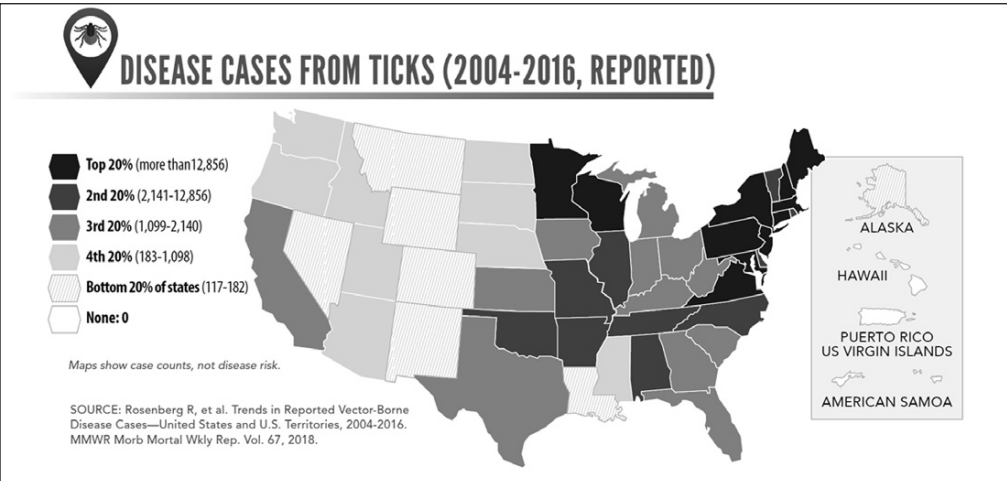 DISEASE CASES FROM TICKS (2004-2016, REPORTED)
Top 20% (more than12,856)
2nd 20% (2,141-12,856)
3rd 20% (1,099-2,140)
4th 20% (183-1,098)
Bottom 20% of states (117-182)
None: 0
Maps show case counts, not disease risk.
SOURCE: Rosenberg R, et al. Trends in Reported Vector-Borne
Disease Cases—United States and U.S. Territories, 2004-2016.
MMWR Morb Mortal Wkly Rep. Vol. 67, 2018.
ALASKA
HAWAII
PUERTO RICO
US VIRGIN ISLANDS
AMERICAN SAMOA